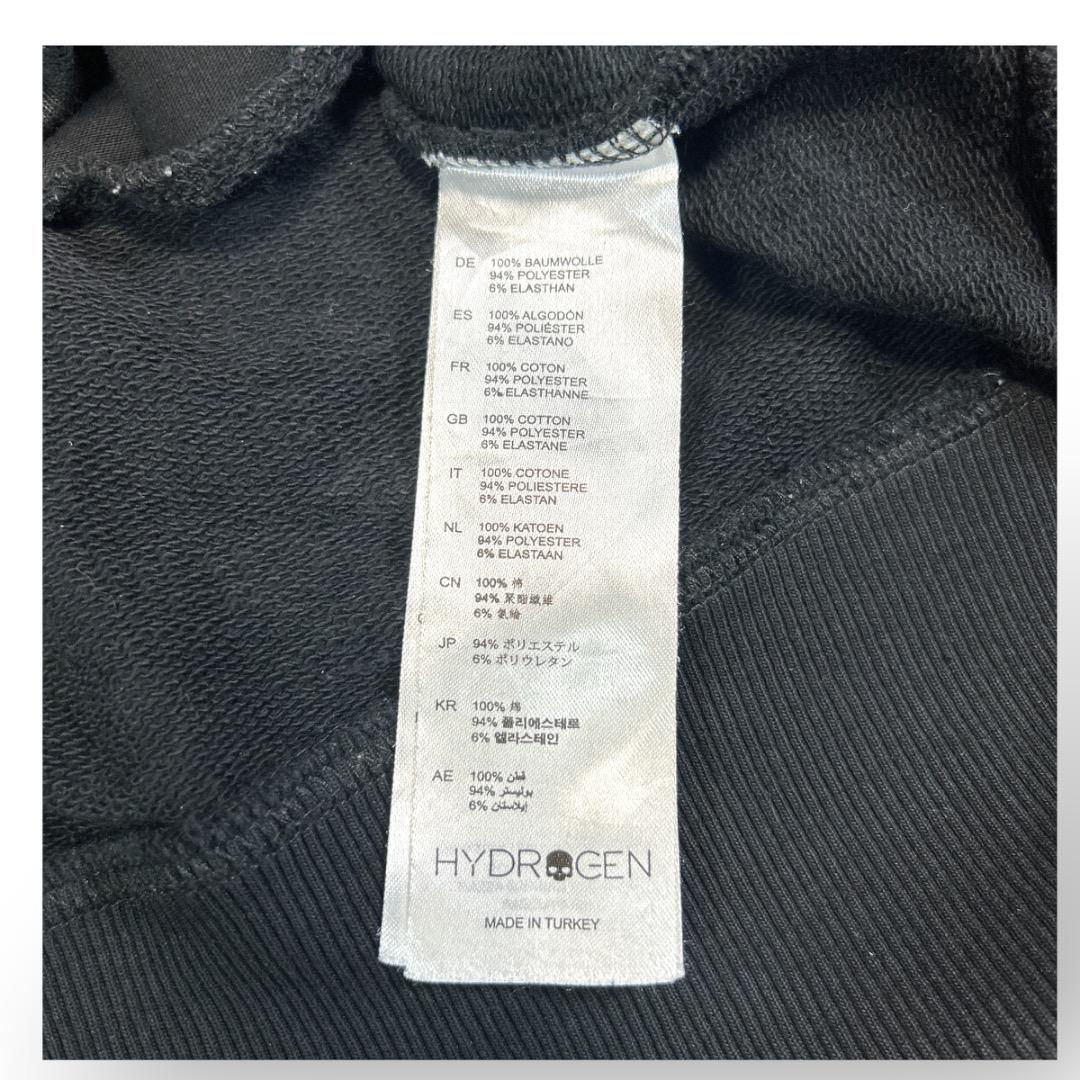 DE 100% BAUMWOLLE
94% POLYESTER
6% ELASTHAN
ES 100% ALGODÓN
94% POLIÉSTER
6% ELASTANO
FR 100% COTON
94% POLYESTER
6% ELASTHANNE
GB 100% COTTON
94% POLYESTER
6% ELASTANE
IT 100% COTONE
94% POLIESTERE
6% ELASTAN
NL 100% KATOEN
94% POLYESTER
6% ELASTAAN
CN 100% 棉
94% 聚酯纖維
6%
JP 94% ポリエステル
6% ポリウレタン
KR 100%
94% 폴리에스테르
6% 엘라스테인
AE 100% قطن
94% بوليستر
6% إيلاستان
HYDROGEN
MADE IN TURKEY